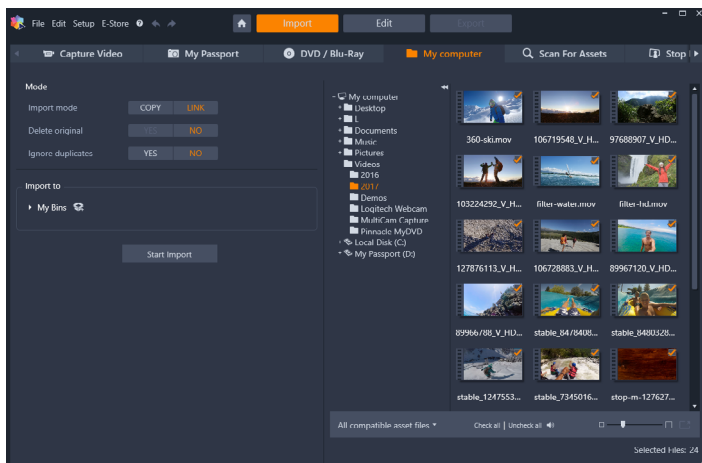 File Edit Setup E-Store
Import Edit Export
Capture Video My Passport DVD / Blu-Ray My computer Scan For Assets Stop
Mode
Import mode COPY LINK
Delete original YES NO
Ignore duplicates YES NO
Import to
My Bins
Start Import
My computer
Desktop
L
Documents
Music
Pictures
Videos
2016
2017
Demos
Logitech Webcam
MultiCam Capture
Pinnacle MyDVD
Local Disk (C:)
My Passport (D:)
360-ski.mov 106719548_V_H... 97688907_V_HD...
103224292_V_H... filter-water.mov filter-hd.mov
127876113_V_H... 106728883_V_H... 89967120_V_HD...
89966788_V_HD... stable_8478408... stable_8480328...
stable_1247553... stable_7345016... stop-m-127627...
All compatible asset files Check all | Uncheck all
Selected Files: 24